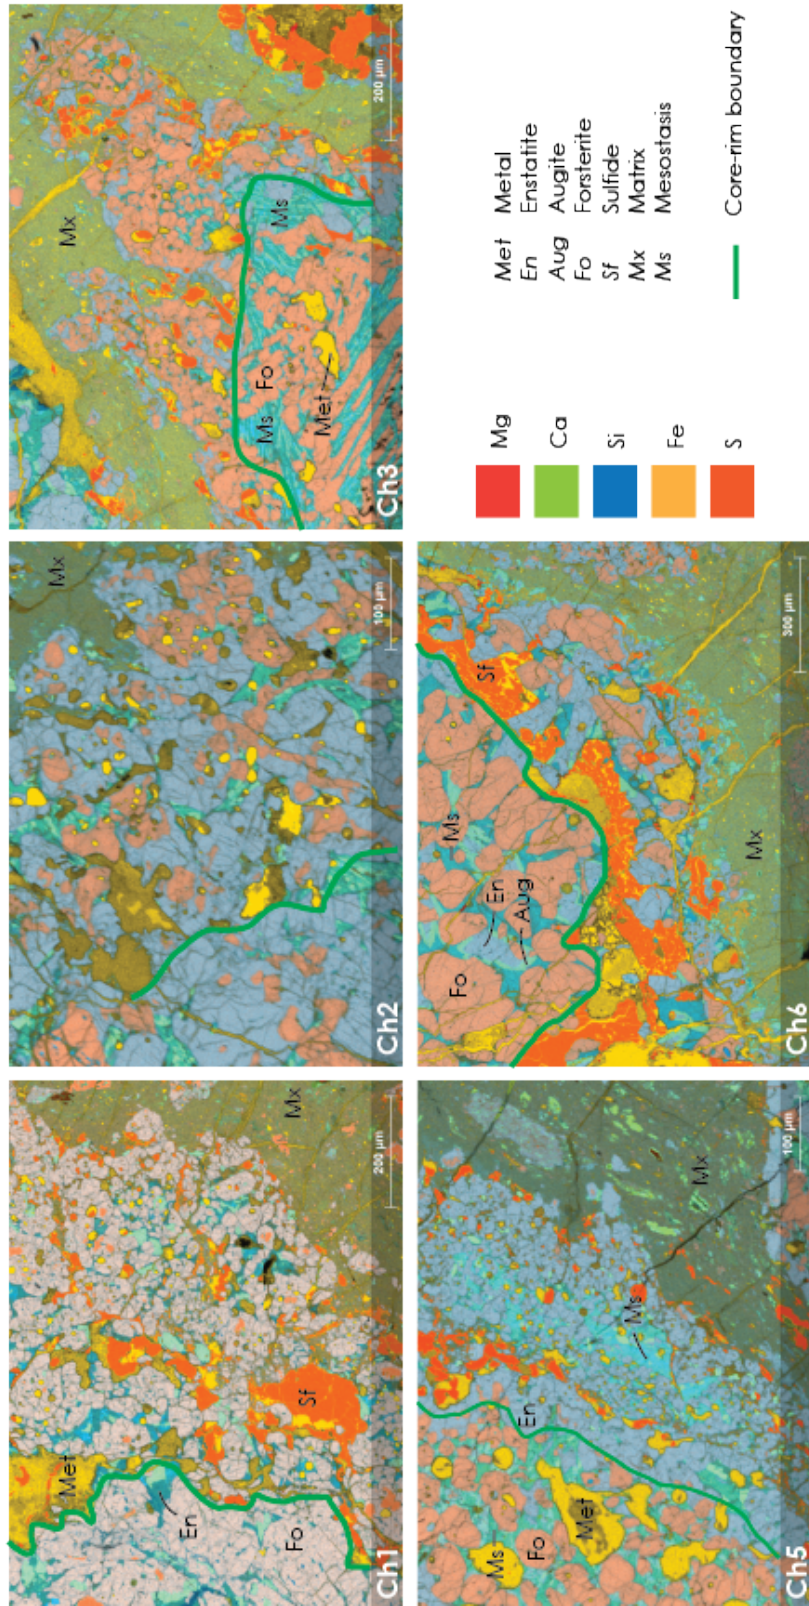 Met
En
Fo
Sf
Mx
Ch1
200 µm
Mx
Ch2
100 µm
Mx
Ms
Fo
Ms
Met
Ch3
200 µm
Ms
Fo
Met
En
Ms
Mx
Ch5
100 µm
Fo
En
Aug
Ms
Sf
Mx
Ch6
300 µm
Mg
Ca
Si
Fe
S
Met Metal
En Enstatite
Aug Augite
Fo Forsterite
Sf Sulfide
Mx Matrix
Ms Mesostasis
Core-rim boundary